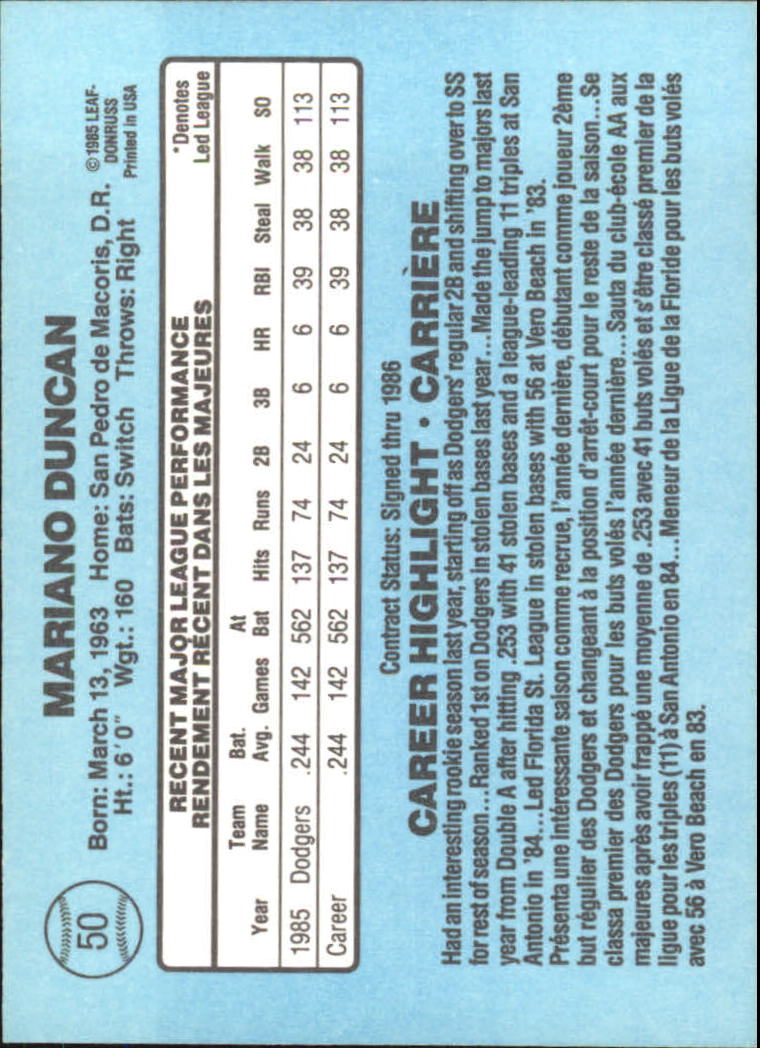 50
MARIANO DUNCAN
Born: March 13, 1963 Home: San Pedro de Macoris, D.R.
Ht.: 6'0" Wgt.: 160 Bats: Switch Throws: Right
©1985 LEAF-
DONRUSS
Printed in USA
RECENT MAJOR LEAGUE PERFORMANCE
RENDEMENT RÉCENT DANS LES MAJEURES
*Denotes
Led League
Year Team Name Bat. Avg. Games At Bat Hits Runs 2B 3B HR RBI Steal Walk SO
1985 Dodgers .244 142 562 137 74 24 6 6 39 38 38 113
Career .244 142 562 137 74 24 6 6 39 38 38 113
Contract Status: Signed thru 1986
CAREER HIGHLIGHT • CARRIÈRE
Had an interesting rookie season last year, starting off as Dodgers' regular 2B and shifting over to SS
for rest of season...Ranked 1st on Dodgers in stolen bases last year...Made the jump to majors last
year from Double A after hitting .253 with 41 stolen bases and a league-leading 11 triples at San
Antonio in '84...Led Florida St. League in stolen bases with 56 at Vero Beach in '83.
Présenta une intéressante saison comme recrue, l'année dernière, débutant comme joueur 2ème
but régulier des Dodgers et changeant à la position d'arrêt-court pour le reste de la saison...Se
classa premier des Dodgers pour les buts volés l'année dernière...Sauta du club-école AA aux
majeures après avoir frappé une moyenne de .253 avec 41 buts volés et s'être classé premier de la
ligue pour les triples (11) à San Antonio en 84...Meneur de la Ligue de la Floride pour les buts volés
avec 56 à Vero Beach en 83.